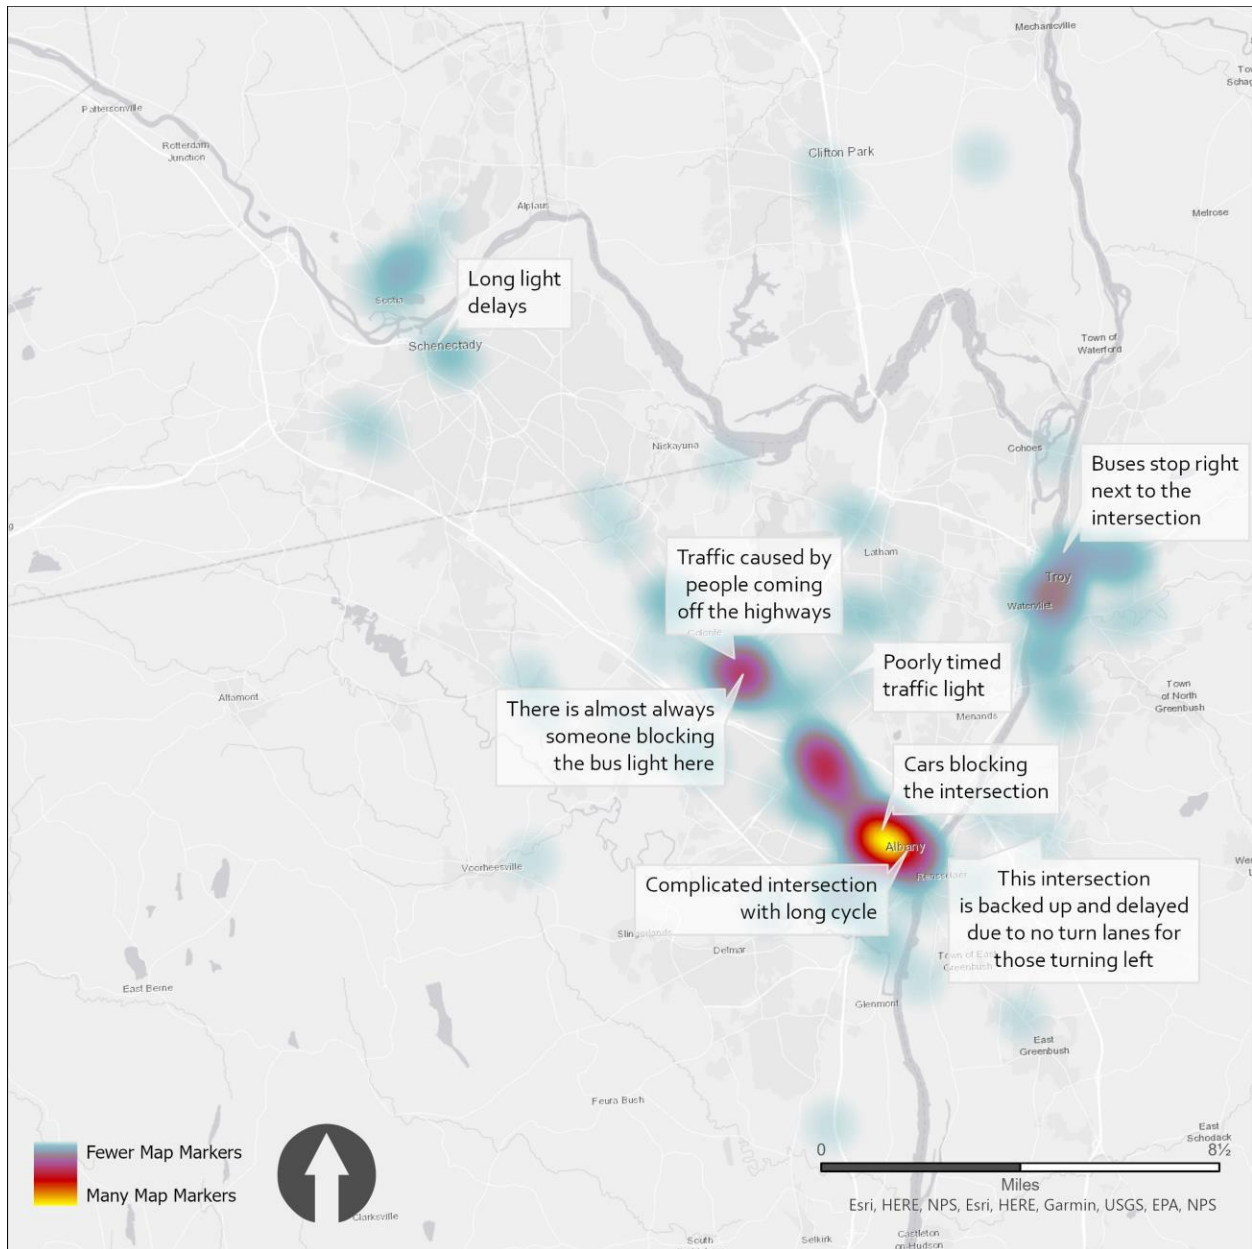 Mechanicville
Pattersonville
Rotterdam
Junction
Clifton Park
Alplaus
Melrose
Long light
delays
Scotia
Schenectady
Town of
Waterford
Niskayuna
Cohoes
Buses stop right
next to the
intersection
Latham
Traffic caused by
people coming
off the highways
Troy
Watervliet
Colonie
Poorly timed
traffic light
Town
of North
Greenbush
Altamont
There is almost always
someone blocking
the bus light here
Menands
Cars blocking
the intersection
Albany
Voorheesville
Rensselaer
Complicated intersection
with long cycle
This intersection
is backed up and delayed
due to no turn lanes for
those turning left
Slingerlands
Delmar
Town of East
Greenbush
East Berne
Glenmont
East
Greenbush
Feura Bush
East
Schodack
Fewer Map Markers
Many Map Markers
0
8½
Miles
Esri, HERE, NPS, Esri, HERE, Garmin, USGS, EPA, NPS
Clarksville
South
Selkirk
Castleton
on-Hudson